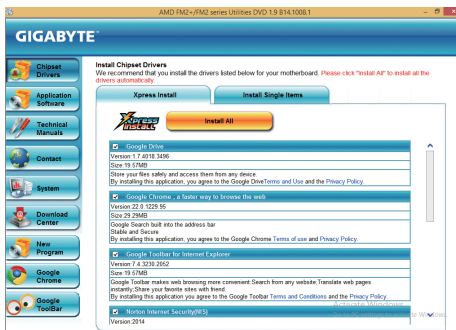 AMD FM2+/FM2 series Utilities DVD 1.9 B14.1008.1
GIGABYTE™
Chipset
Drivers
Application
Software
Technical
Manuals
Contact
System
Download
Center
New
Program
Google
Chrome
Google
ToolBar
Install Chipset Drivers
We recommend that you install the drivers listed below for your motherboard. Please click "Install All" to install all the
drivers automatically.
Xpress Install
Install Single Items
Xpress
Install
Install All
Google Drive
Version:1.7.4018.3496
Size:19.57MB
Store your files safely and access them from any device.
By installing this application, you agree to the Google DriveTerms and Use and the Privacy Policy.
Google Chrome , a faster way to browse the web
Version:22.0.1229.95
Size:29.29MB
Google Search built into the address bar
Stable and Secure
By installing this application, you agree to the Google Chrome Terms of use and Privacy Policy.
Google Toolbar for Internet Explorer
Version:7.4.3230.2052
Size:19.57MB
Google Toolbar makes web browsing more convenient:Search from any website;Translate web pages
instantly;Share your favorite sites with friend.
By installing this application you agree to the Google Toolbar Terms and Conditions and the Privacy Policy.
Norton Internet Security(NIS)
Version:2014
Activate Windows